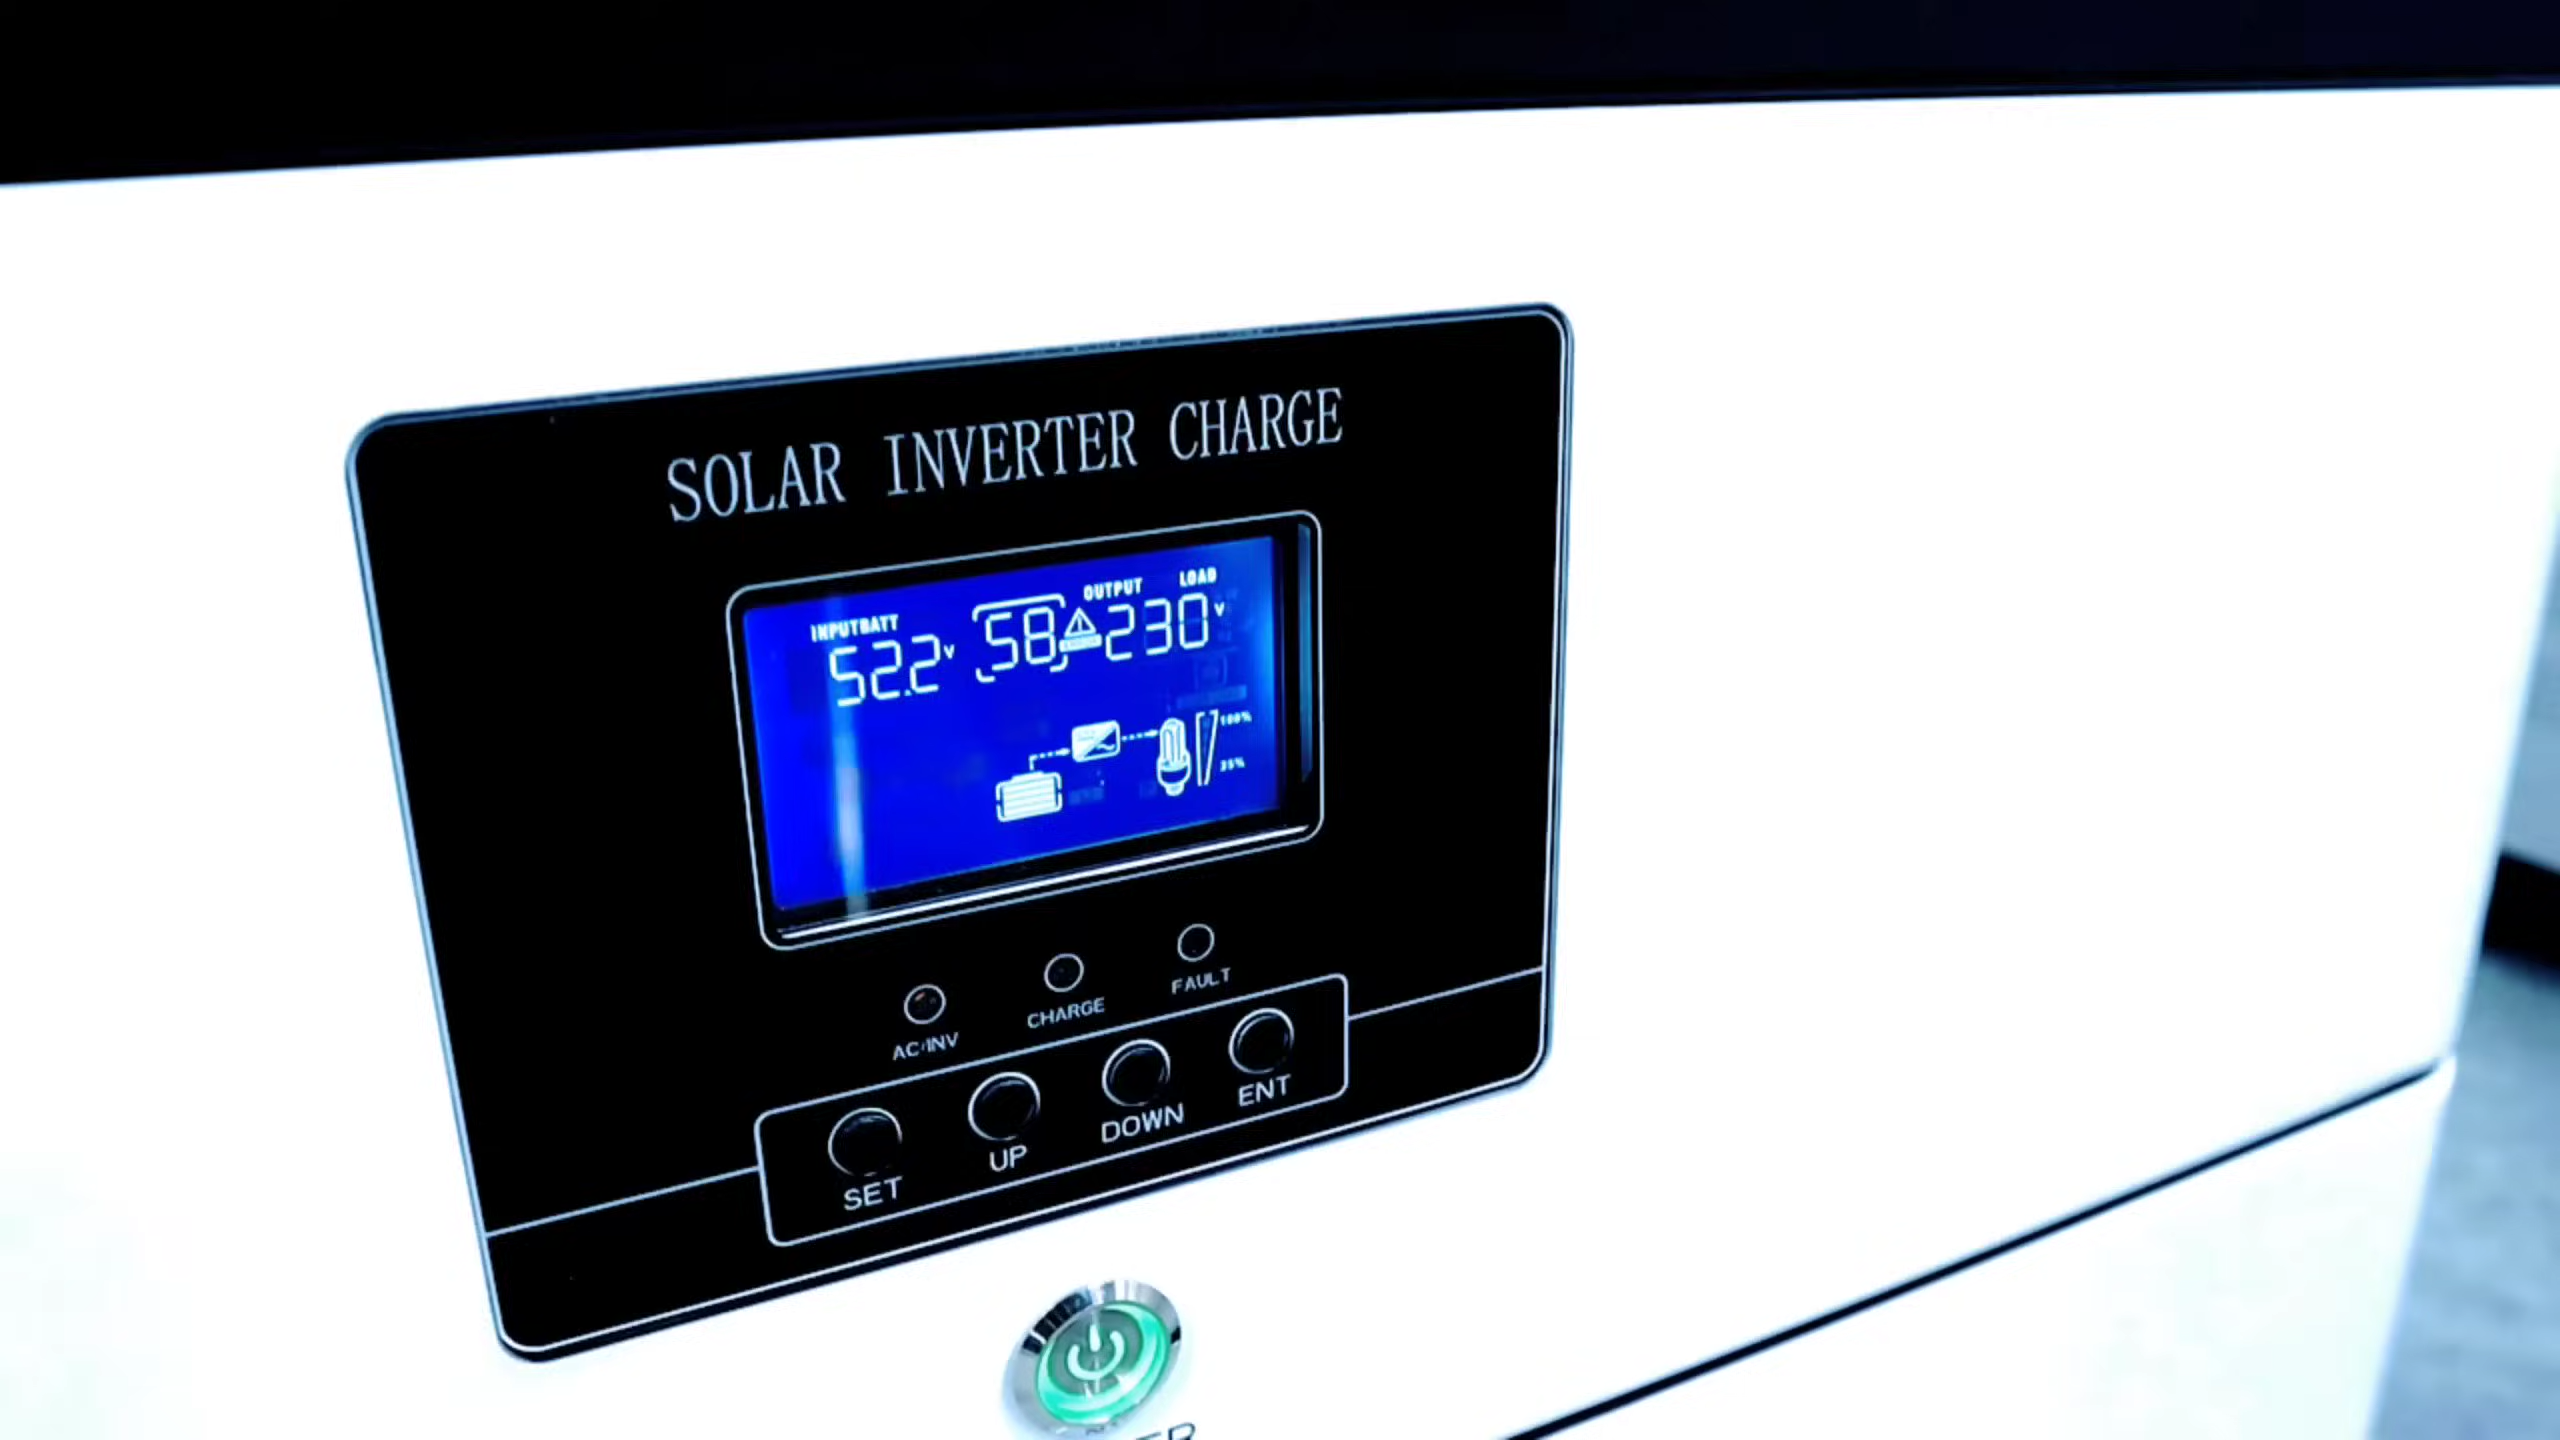 SOLAR INVERTER CHARGE
INPUTBATT OUTPUT LOAD
52.2V 58 230V
100%
25%
AC/INV CHARGE FAULT
SET UP DOWN ENT